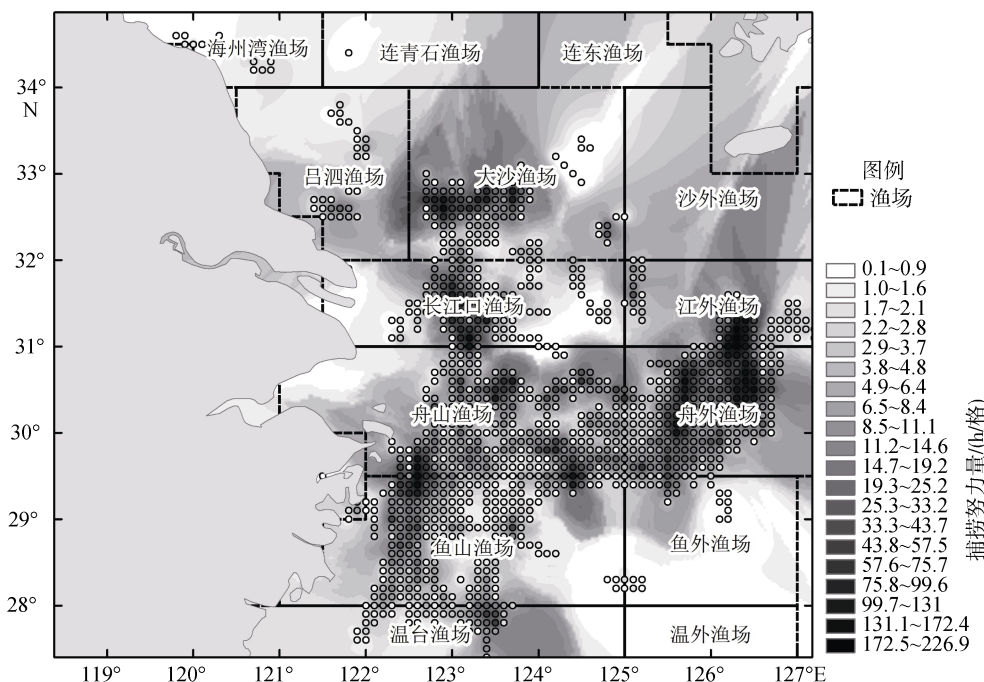 海州湾渔场
连青石渔场
连东渔场
34°
N
33°
吕泗渔场
大沙渔场
沙外渔场
图例
渔场
32°
长江口渔场
江外渔场
31°
舟山渔场
舟外渔场
30°
29°
鱼山渔场
鱼外渔场
28°
温台渔场
温外渔场
119°
120°
121°
122°
123°
124°
125°
126°
127°E
0.1~0.9
1.0~1.6
1.7~2.1
2.2~2.8
2.9~3.7
3.8~4.8
4.9~6.4
6.5~8.4
8.5~11.1
11.2~14.6
14.7~19.2
19.3~25.2
25.3~33.2
33.3~43.7
43.8~57.5
57.6~75.7
75.8~99.6
99.7~131
131.1~172.4
172.5~226.9
捕捞努力量/(h/格)